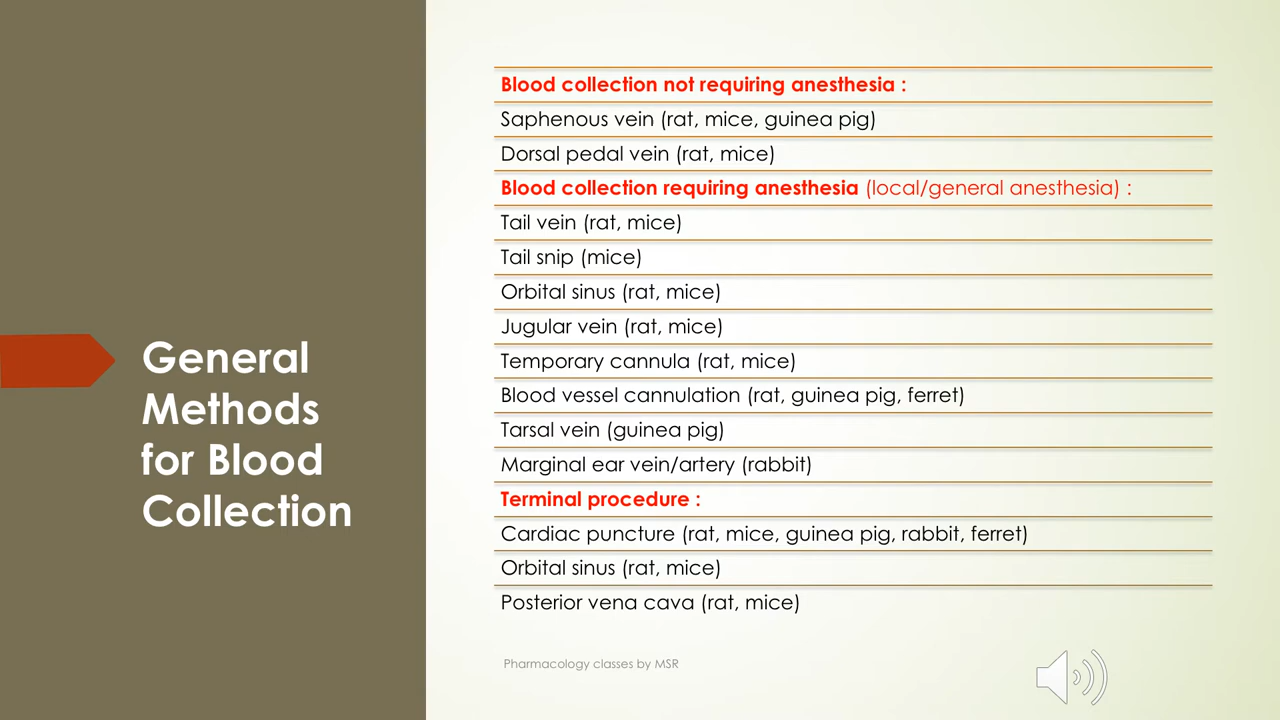 General
Methods
for Blood
Collection
Blood collection not requiring anesthesia :
Saphenous vein (rat, mice, guinea pig)
Dorsal pedal vein (rat, mice)
Blood collection requiring anesthesia (local/general anesthesia) :
Tail vein (rat, mice)
Tail snip (mice)
Orbital sinus (rat, mice)
Jugular vein (rat, mice)
Temporary cannula (rat, mice)
Blood vessel cannulation (rat, guinea pig, ferret)
Tarsal vein (guinea pig)
Marginal ear vein/artery (rabbit)
Terminal procedure :
Cardiac puncture (rat, mice, guinea pig, rabbit, ferret)
Orbital sinus (rat, mice)
Posterior vena cava (rat, mice)
Pharmacology classes by MSR